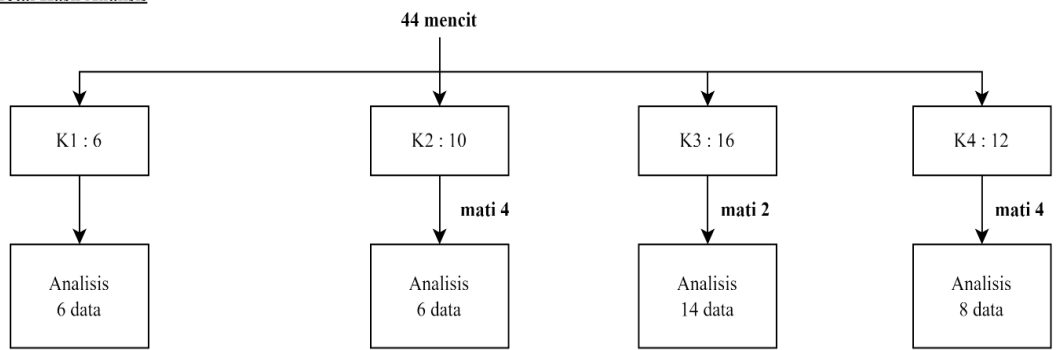 44 mencit
K1 : 6
K2 : 10
K3 : 16
K4 : 12
mati 4
mati 2
mati 4
Analisis
6 data
Analisis
6 data
Analisis
14 data
Analisis
8 data